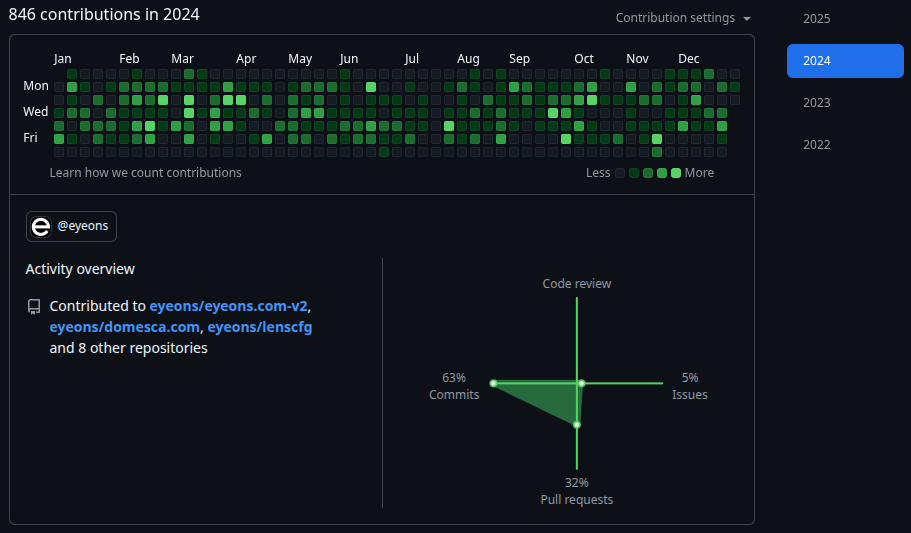 846 contributions in 2024
Contribution settings
2025
2024
2023
2022
Jan Feb Mar Apr May Jun Jul Aug Sep Oct Nov Dec
Mon
Wed
Fri
Learn how we count contributions
Less More
@eyeons
Activity overview
Contributed to eyeons/eyeons.com-v2,
eyeons/domesca.com, eyeons/lenscfg
and 8 other repositories
Code review
63%
Commits
5%
Issues
32%
Pull requests